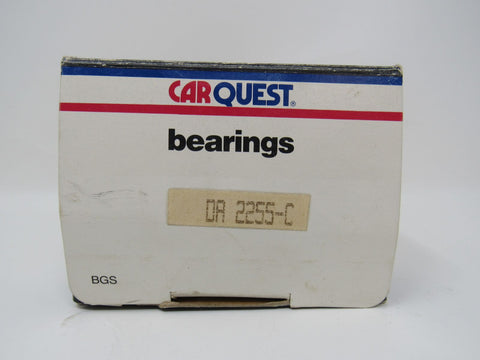 CARQUEST®
bearings
DA 2255-C
BGS